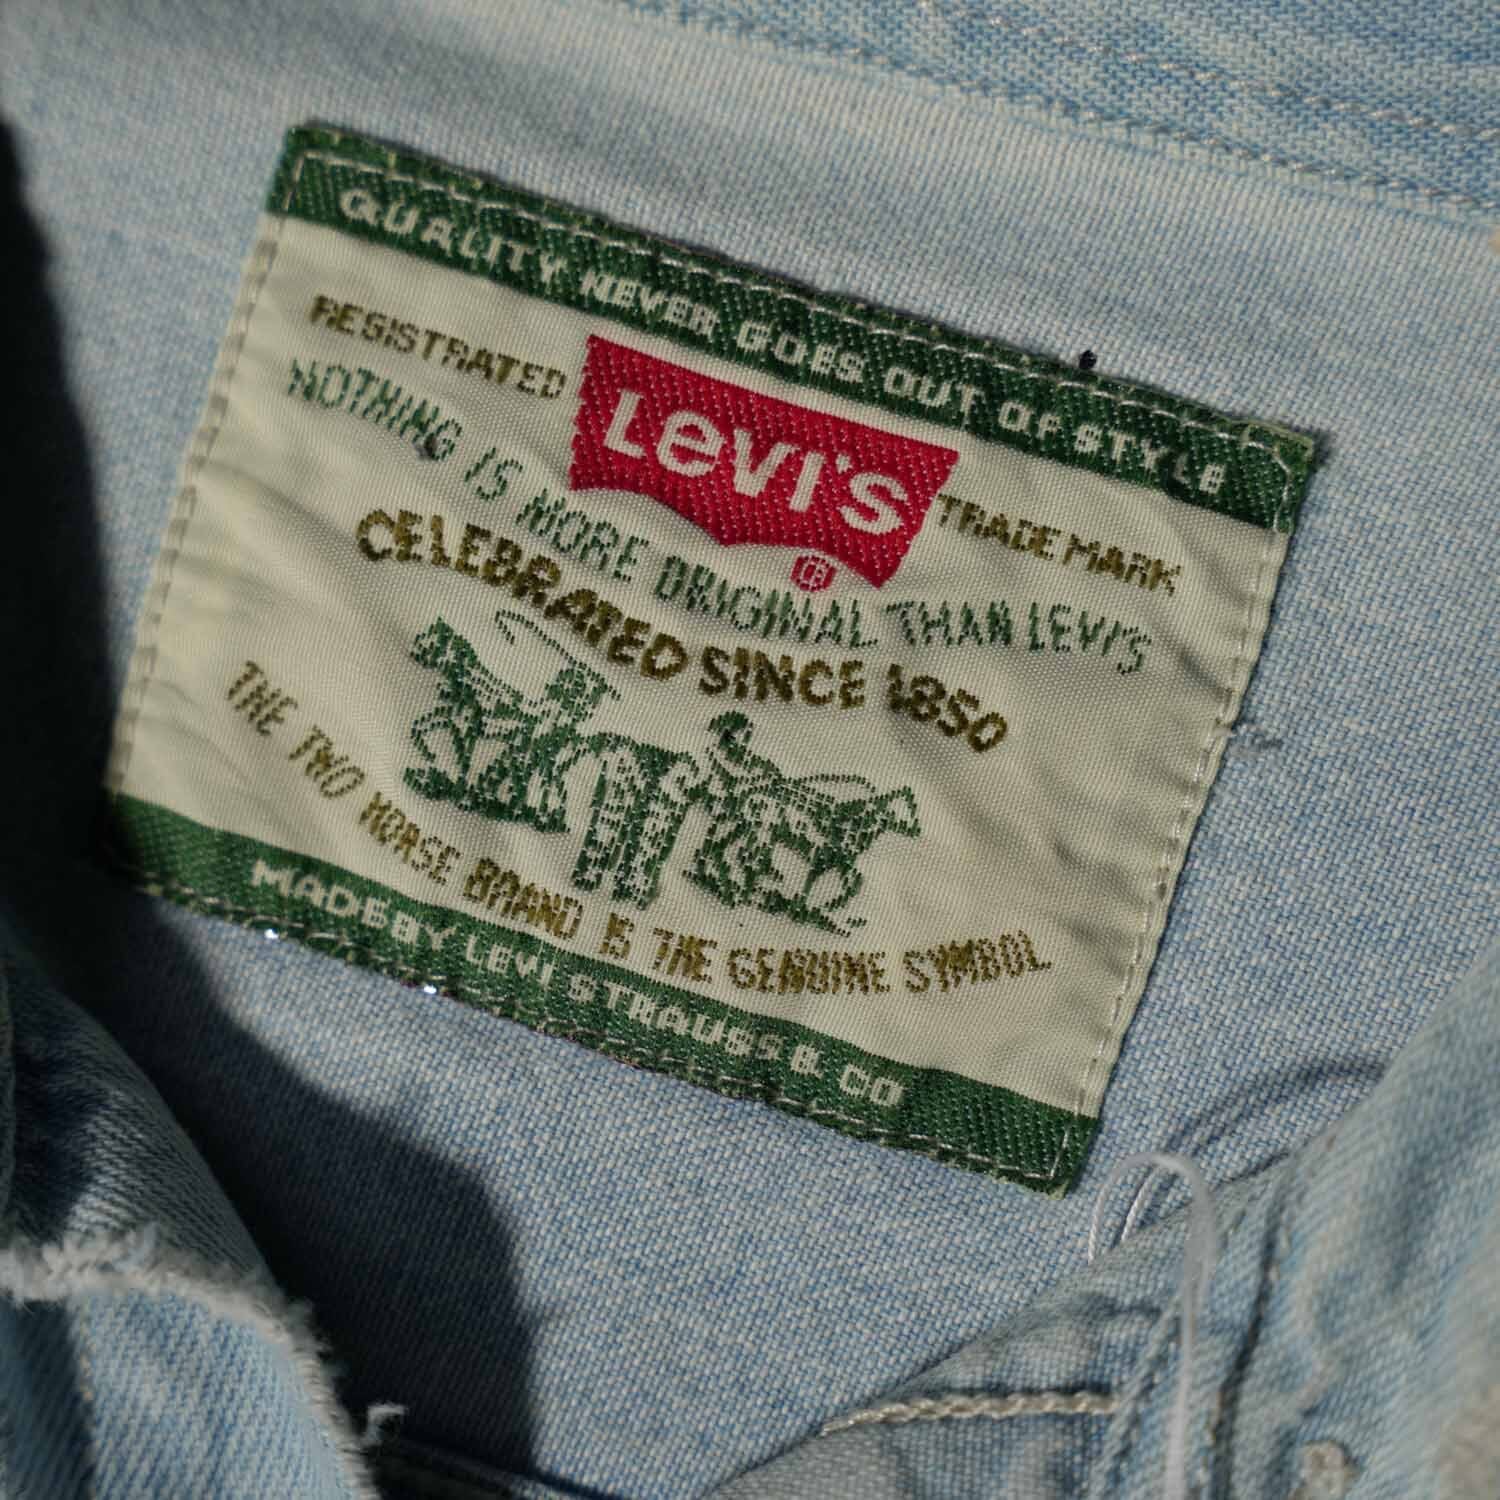 QUALITY NEVER GOES OUT OF STYLE
REGISTRATED LEVI'S TRADE MARK
®
NOTHING IS MORE ORIGINAL THAN LEVI'S
CELEBRATED SINCE 1850
THE TWO HORSE BRAND IS THE GENUINE SYMBOL
MADE BY LEVI STRAUSS & CO